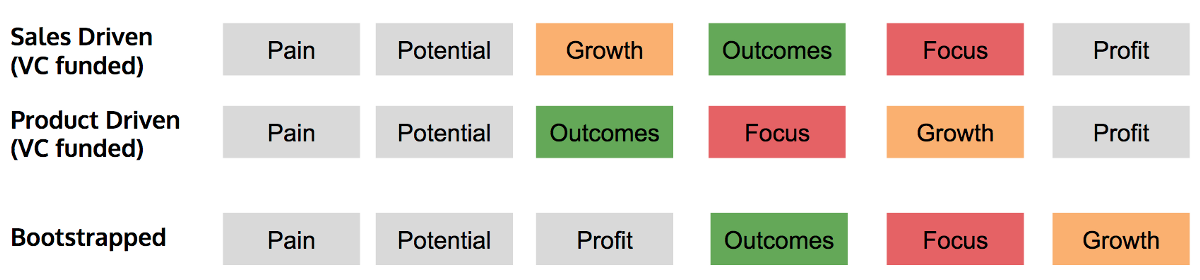 Sales Driven
(VC funded)
Pain Potential Growth Outcomes Focus Profit
Product Driven
(VC funded)
Pain Potential Outcomes Focus Growth Profit
Bootstrapped Pain Potential Profit Outcomes Focus Growth